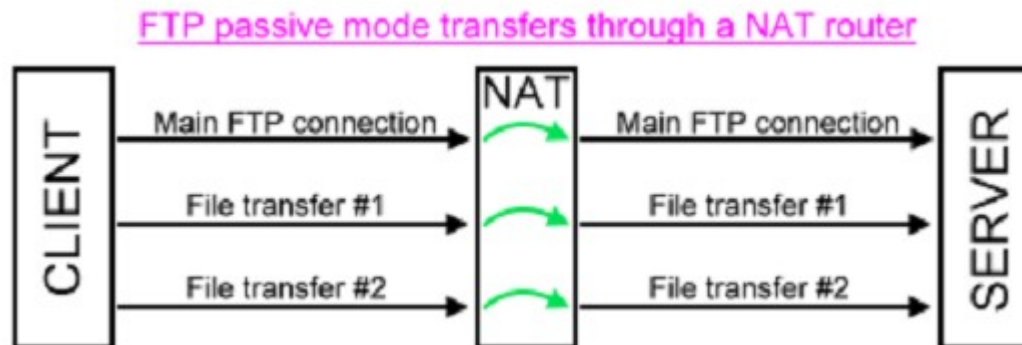 FTP passive mode transfers through a NAT router
CLIENT
NAT
SERVER
Main FTP connection
Main FTP connection
File transfer #1
File transfer #1
File transfer #2
File transfer #2